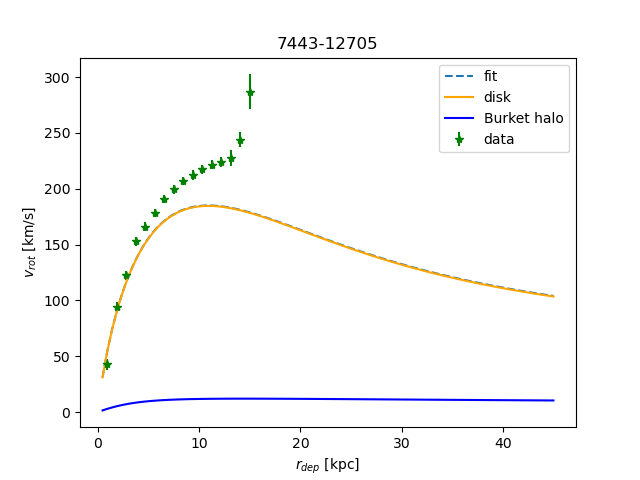 7443-12705
300
250
200
150
100
50
0
v_rot [km/s]
fit
disk
Burket halo
data
0 10 20 30 40
r_dep [kpc]